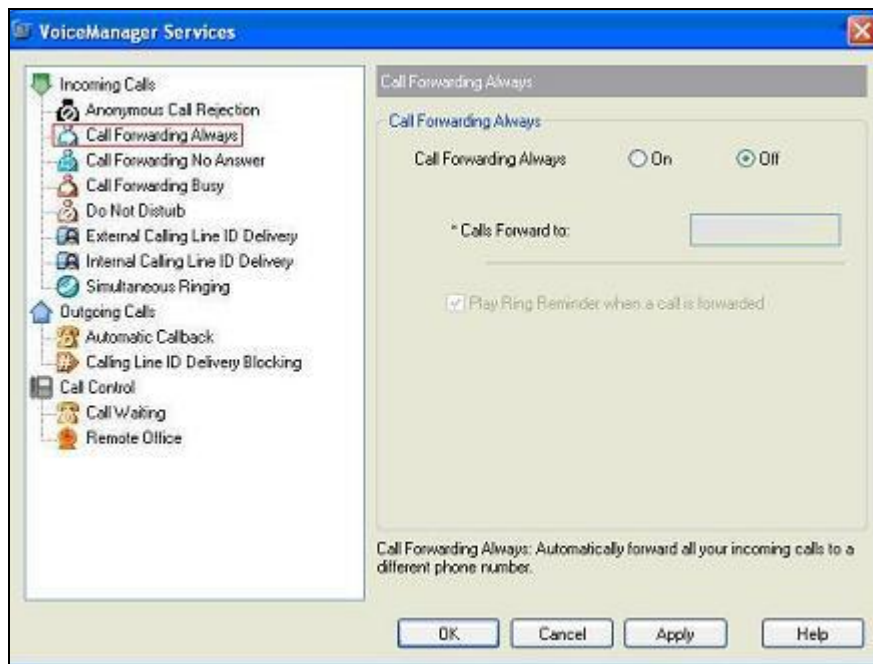 VoiceManager Services
Incoming Calls
Anonymous Call Rejection
Call Forwarding Always
Call Forwarding No Answer
Call Forwarding Busy
Do Not Disturb
External Calling Line ID Delivery
Internal Calling Line ID Delivery
Simultaneous Ringing
Outgoing Calls
Automatic Callback
Calling Line ID Delivery Blocking
Call Control
Call Waiting
Remote Office
Call Forwarding Always
Call Forwarding Always
Call Forwarding Always On Off
* Calls Forward to:
Play Ring Reminder when a call is forwarded
Call Forwarding Always: Automatically forward all your incoming calls to a
different phone number.
OK Cancel Apply Help